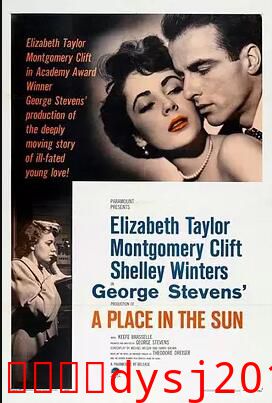 Elizabeth Taylor
Montgomery Clift
in Academy Award
Winner
George Stevens'
production of
the deeply
moving story
of ill-fated
young love!
PARAMOUNT
PRESENTS
Elizabeth Taylor
Montgomery Clift
Shelley Winters
in
George Stevens'
PRODUCTION OF
A PLACE IN THE SUN
KEEFE BRASSELLE
GEORGE STEVENS
THEODORE DREISER
dysj201